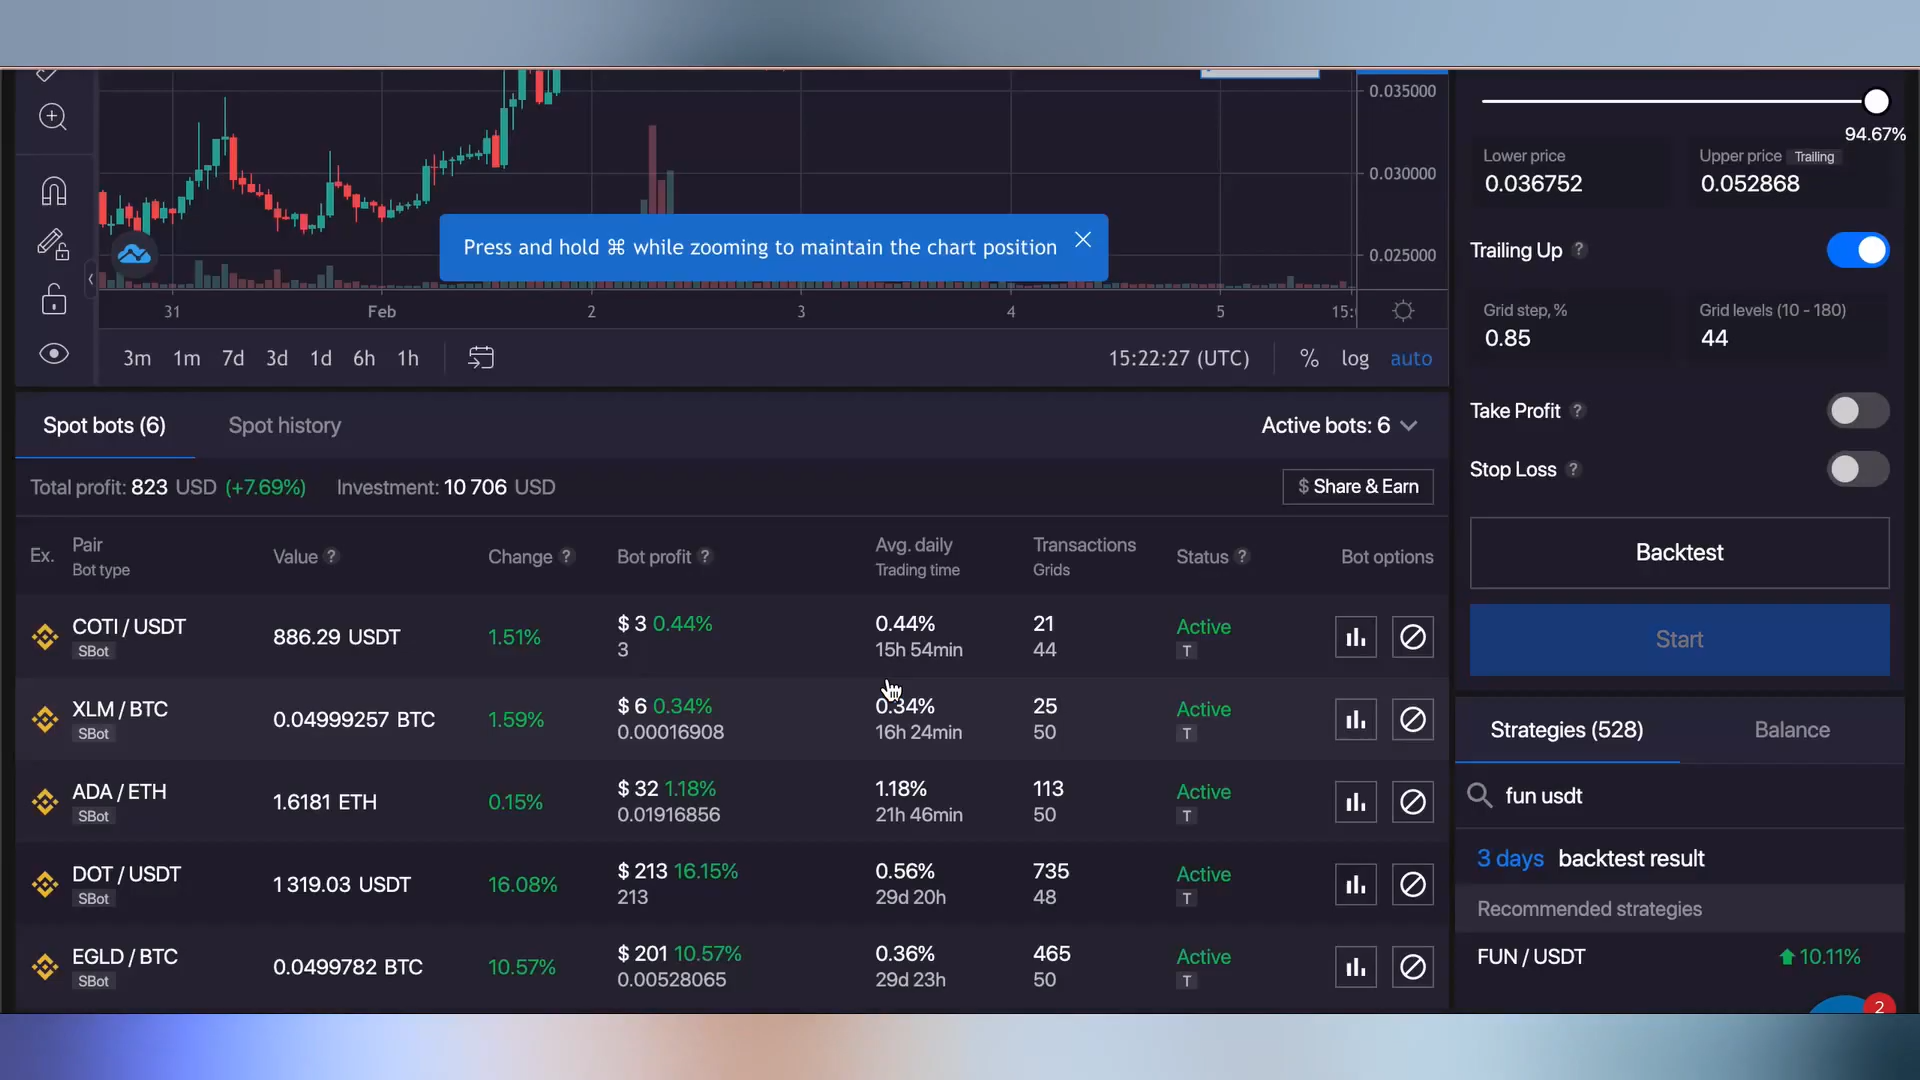 0.035000
0.030000
0.025000
Press and hold ⌘ while zooming to maintain the chart position
31 Feb 2 3 4 5 15:
3m 1m 7d 3d 1d 6h 1h 15:22:27 (UTC) % log auto
94.67%
Lower price Upper price Trailing
0.036752 0.052868
Trailing Up ?
Grid step, % Grid levels (10 - 180)
0.85 44
Take Profit ?
Stop Loss ?
Backtest
Start
Spot bots (6) Spot history Active bots: 6
Total profit: 823 USD (+7.69%) Investment: 10 706 USD $ Share & Earn
Ex. Pair Value ? Change ? Bot profit ? Avg. daily Transactions Status ? Bot options
Bot type Trading time Grids
COTI / USDT 886.29 USDT 1.51% $ 3 0.44% 0.44% 21 Active
SBot 3 15h 54min 44 T
XLM / BTC 0.04999257 BTC 1.59% $ 6 0.34% 0.34% 25 Active
SBot 0.00016908 16h 24min 50 T
ADA / ETH 1.6181 ETH 0.15% $ 32 1.18% 1.18% 113 Active
SBot 0.01916856 21h 46min 50 T
DOT / USDT 1 319.03 USDT 16.08% $ 213 16.15% 0.56% 735 Active
SBot 213 29d 20h 48 T
EGLD / BTC 0.0499782 BTC 10.57% $ 201 10.57% 0.36% 465 Active
SBot 0.00528065 29d 23h 50 T
Strategies (528) Balance
fun usdt
3 days backtest result
Recommended strategies
FUN / USDT 10.11%
2